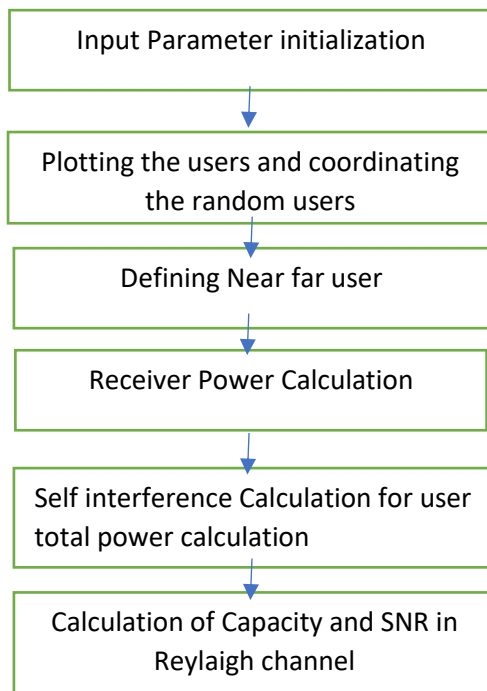 Input Parameter initialization
Plotting the users and coordinating
the random users
Defining Near far user
Receiver Power Calculation
Self interference Calculation for user
total power calculation
Calculation of Capacity and SNR in
Reylaigh channel